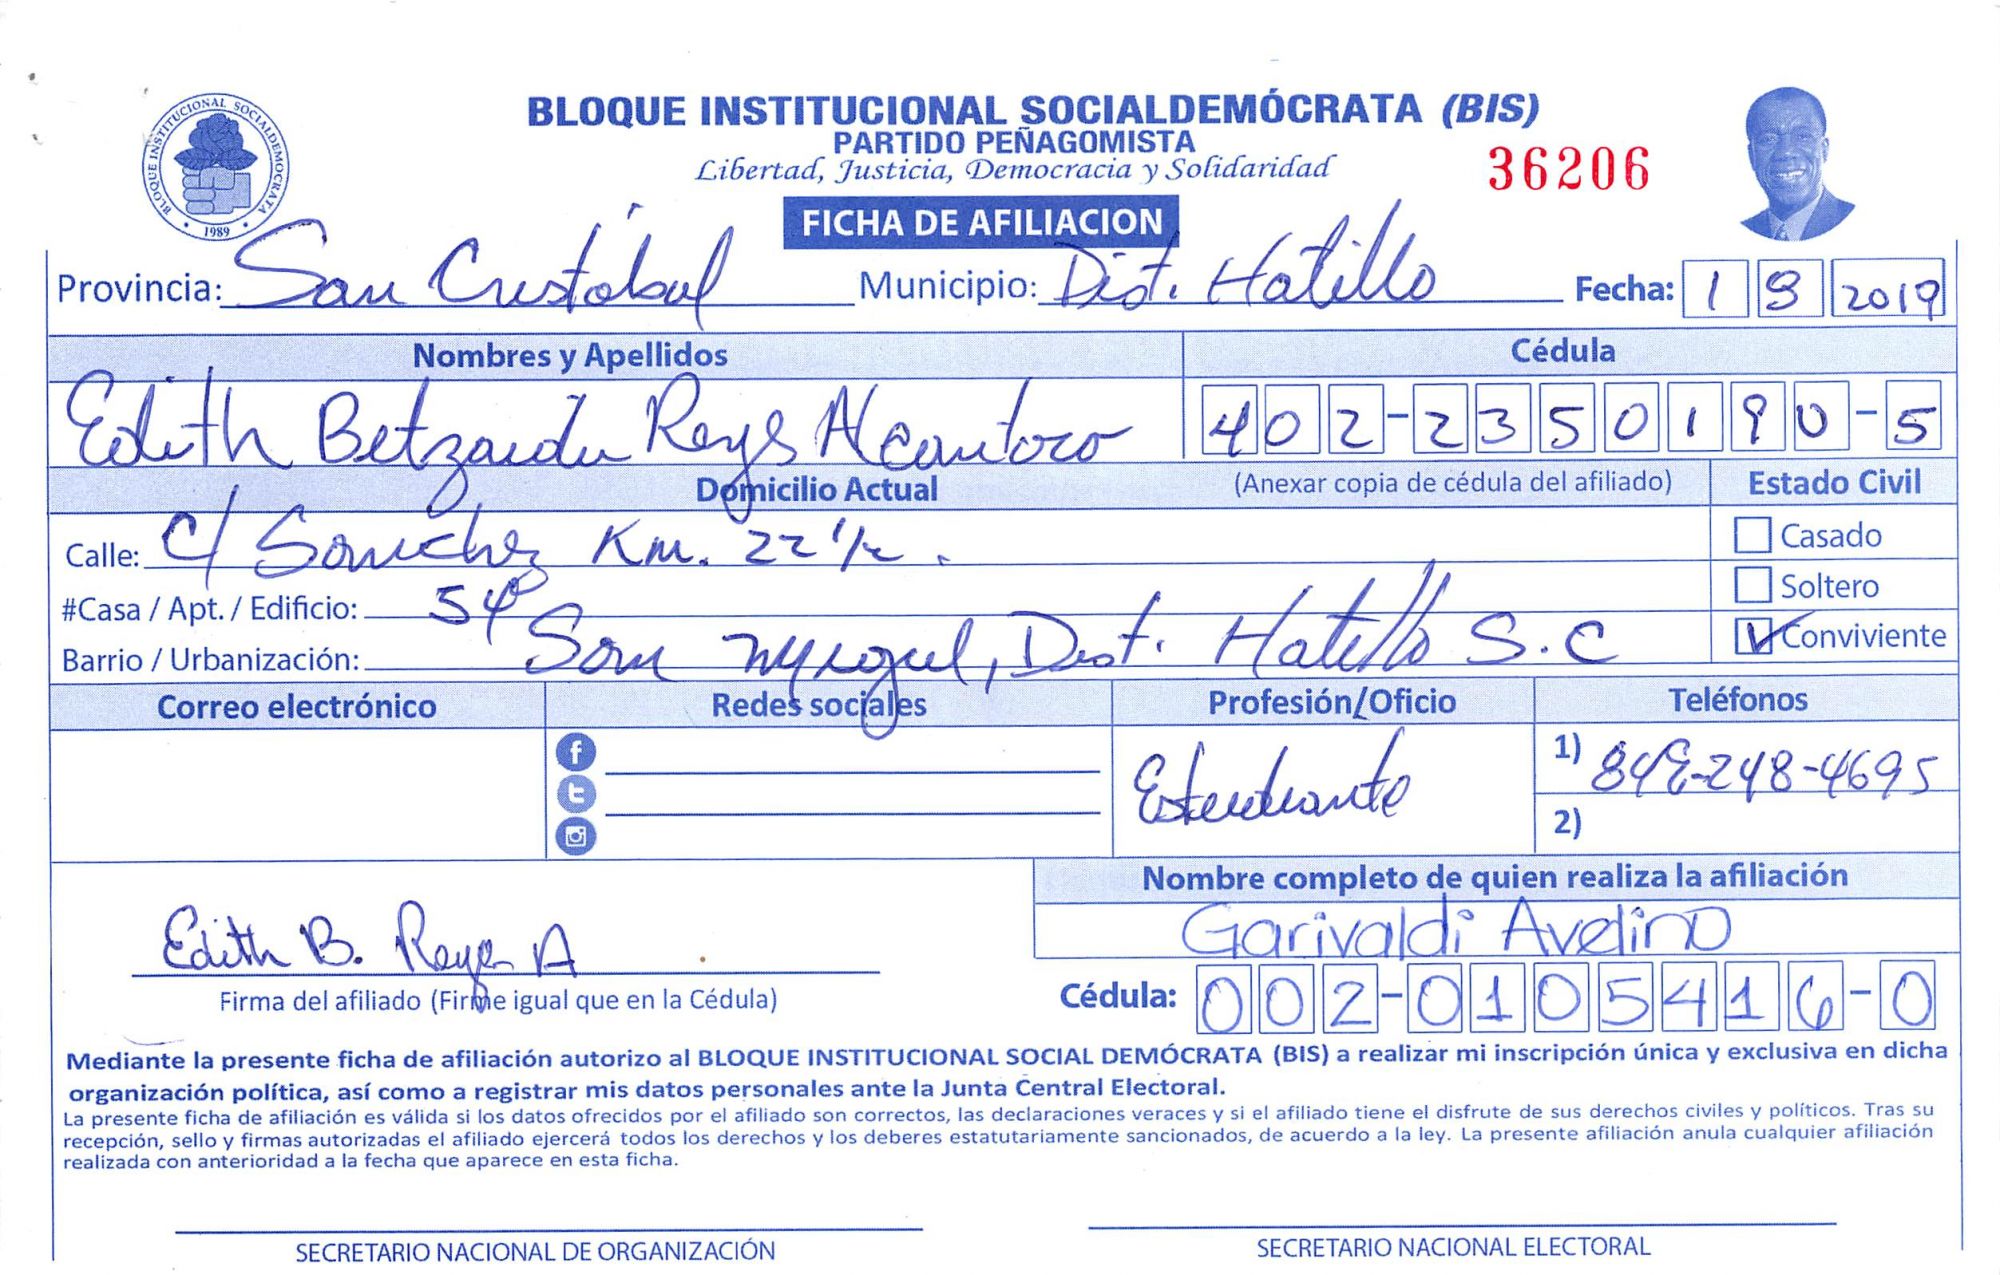 BLOQUE INSTITUCIONAL SOCIALDEMOCRATA
1989
BLOQUE INSTITUCIONAL SOCIALDEMÓCRATA (BIS)
PARTIDO PEÑAGOMISTA
Libertad, Justicia, Democracia y Solidaridad
36206
FICHA DE AFILIACION
Provincia: San Cristóbal Municipio: Dist. Hatillo Fecha: 1 9 2019
Nombres y Apellidos Cédula
Edith Betzaida Reyes Alcantara 402-2350190-5
Domicilio Actual (Anexar copia de cédula del afiliado) Estado Civil
Calle: C/ Sanchez Km. 22 1/2. Casado
#Casa / Apt. / Edificio: 54 Soltero
Barrio / Urbanización: San Miguel, Dist. Hatillo S.C Conviviente
Correo electrónico Redes sociales Profesión/Oficio Teléfonos
Estudiante 1) 849-248-4695
2)
Nombre completo de quien realiza la afiliación
Garivaldi Avelino
Edith B. Reyes A
Firma del afiliado (Firme igual que en la Cédula) Cédula: 002-0105416-0
Mediante la presente ficha de afiliación autorizo al BLOQUE INSTITUCIONAL SOCIAL DEMÓCRATA (BIS) a realizar mi inscripción única y exclusiva en dicha
organización política, así como a registrar mis datos personales ante la Junta Central Electoral.
La presente ficha de afiliación es válida si los datos ofrecidos por el afiliado son correctos, las declaraciones veraces y si el afiliado tiene el disfrute de sus derechos civiles y políticos. Tras su
recepción, sello y firmas autorizadas el afiliado ejercerá todos los derechos y los deberes estatutariamente sancionados, de acuerdo a la ley. La presente afiliación anula cualquier afiliación
realizada con anterioridad a la fecha que aparece en esta ficha.
SECRETARIO NACIONAL DE ORGANIZACIÓN SECRETARIO NACIONAL ELECTORAL